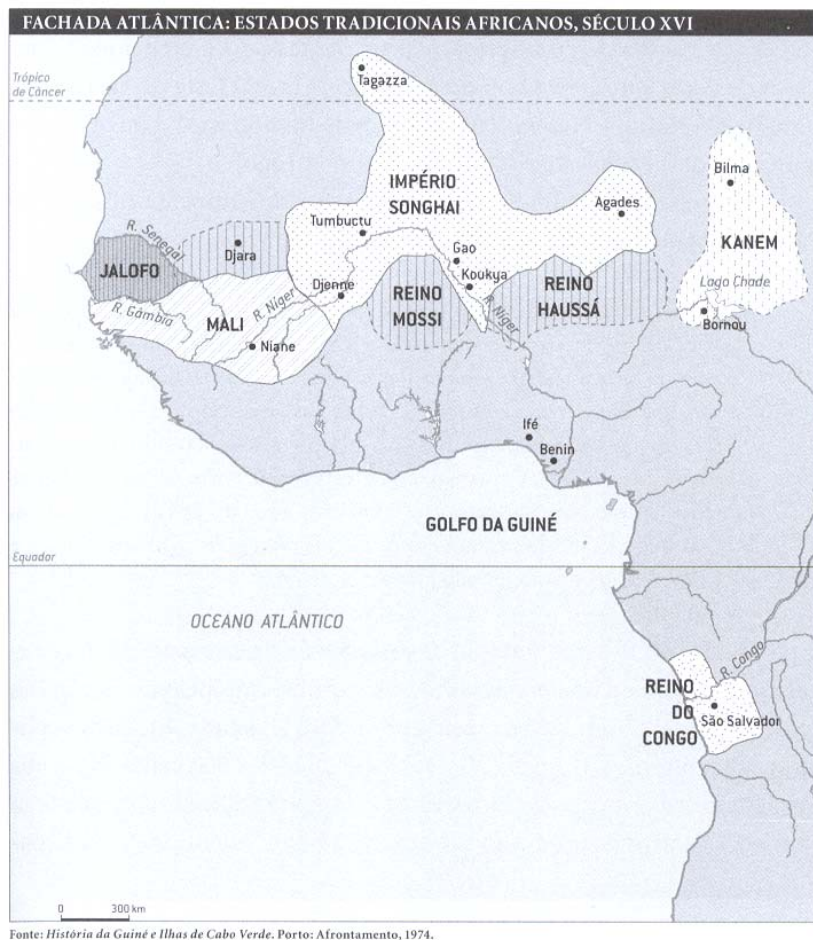 FACHADA ATLÂNTICA: ESTADOS TRADICIONAIS AFRICANOS, SÉCULO XVI
Trópico
de Câncer
Tagazza
Bilma
IMPÉRIO
SONGHAI
Agades
Tumbuctu
KANEM
R. Senegal
Djara
Gao
JALOFO
Koukya
Lago Chade
Djenne
REINO
MOSSI
REINO
HAUSSÁ
R. Níger
R. Níger
R. Gâmbia
MALI
Bornou
Niane
Ifé
Benin
GOLFO DA GUINÉ
Equador
OCEANO ATLÂNTICO
R. Congo
REINO
DO
CONGO
São Salvador
0 300 km
Fonte: História da Guiné e Ilhas de Cabo Verde. Porto: Afrontamento, 1974.